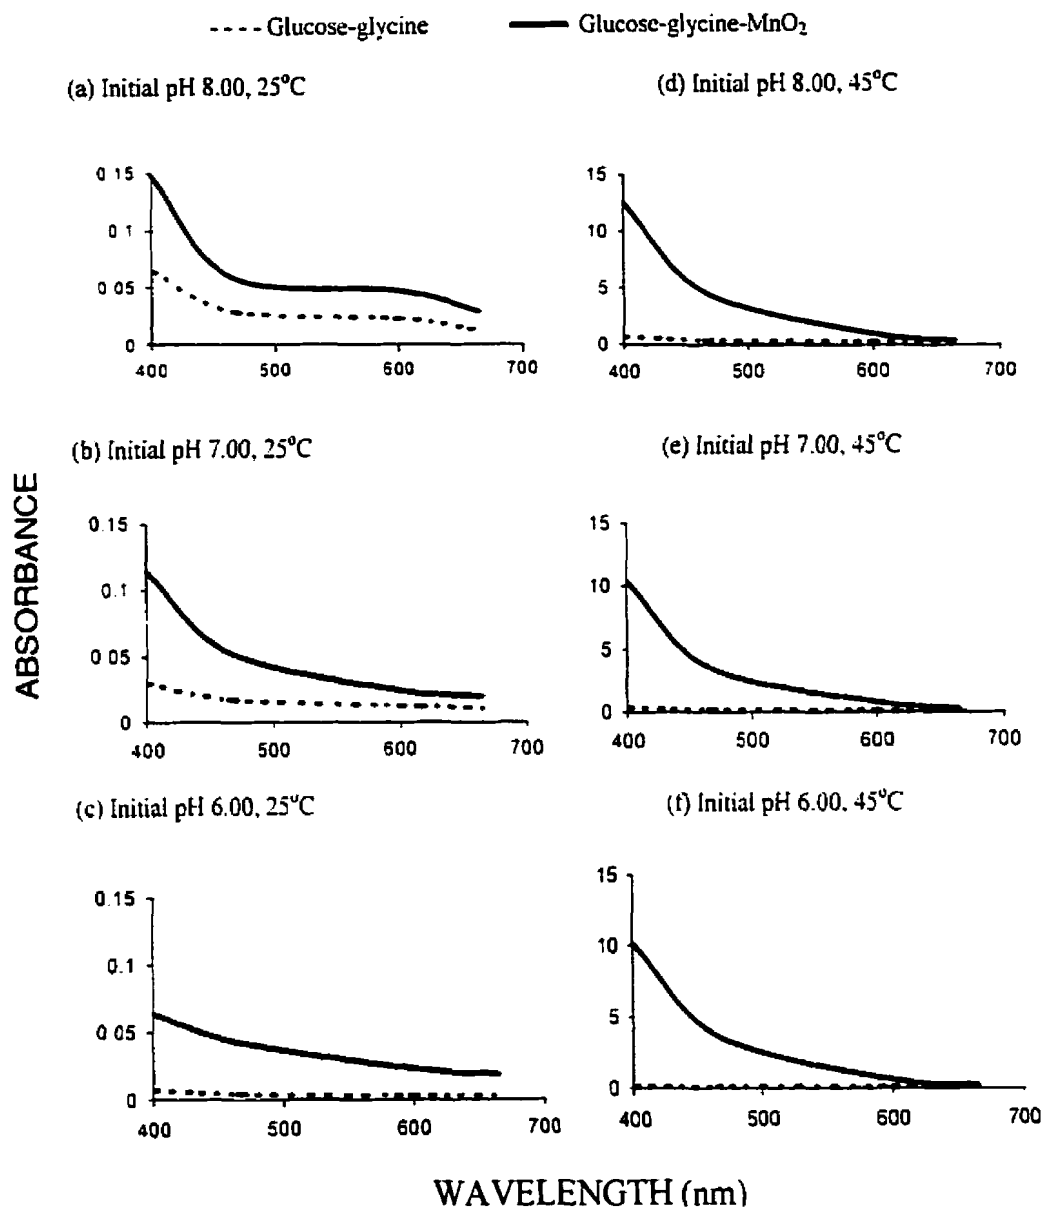 Glucose-glycine Glucose-glycine-MnO₂
(a) Initial pH 8.00, 25°C (d) Initial pH 8.00, 45°C
0.15 15
0.1 10
0.05 5
0 0
400 500 600 700 400 500 600 700
(b) Initial pH 7.00, 25°C (e) Initial pH 7.00, 45°C
ABSORBANCE
0.15 15
0.1 10
0.05 5
0 0
400 500 600 700 400 500 600 700
(c) Initial pH 6.00, 25°C (f) Initial pH 6.00, 45°C
0.15 15
0.1 10
0.05 5
0 0
400 500 600 700 400 500 600 700
WAVELENGTH (nm)